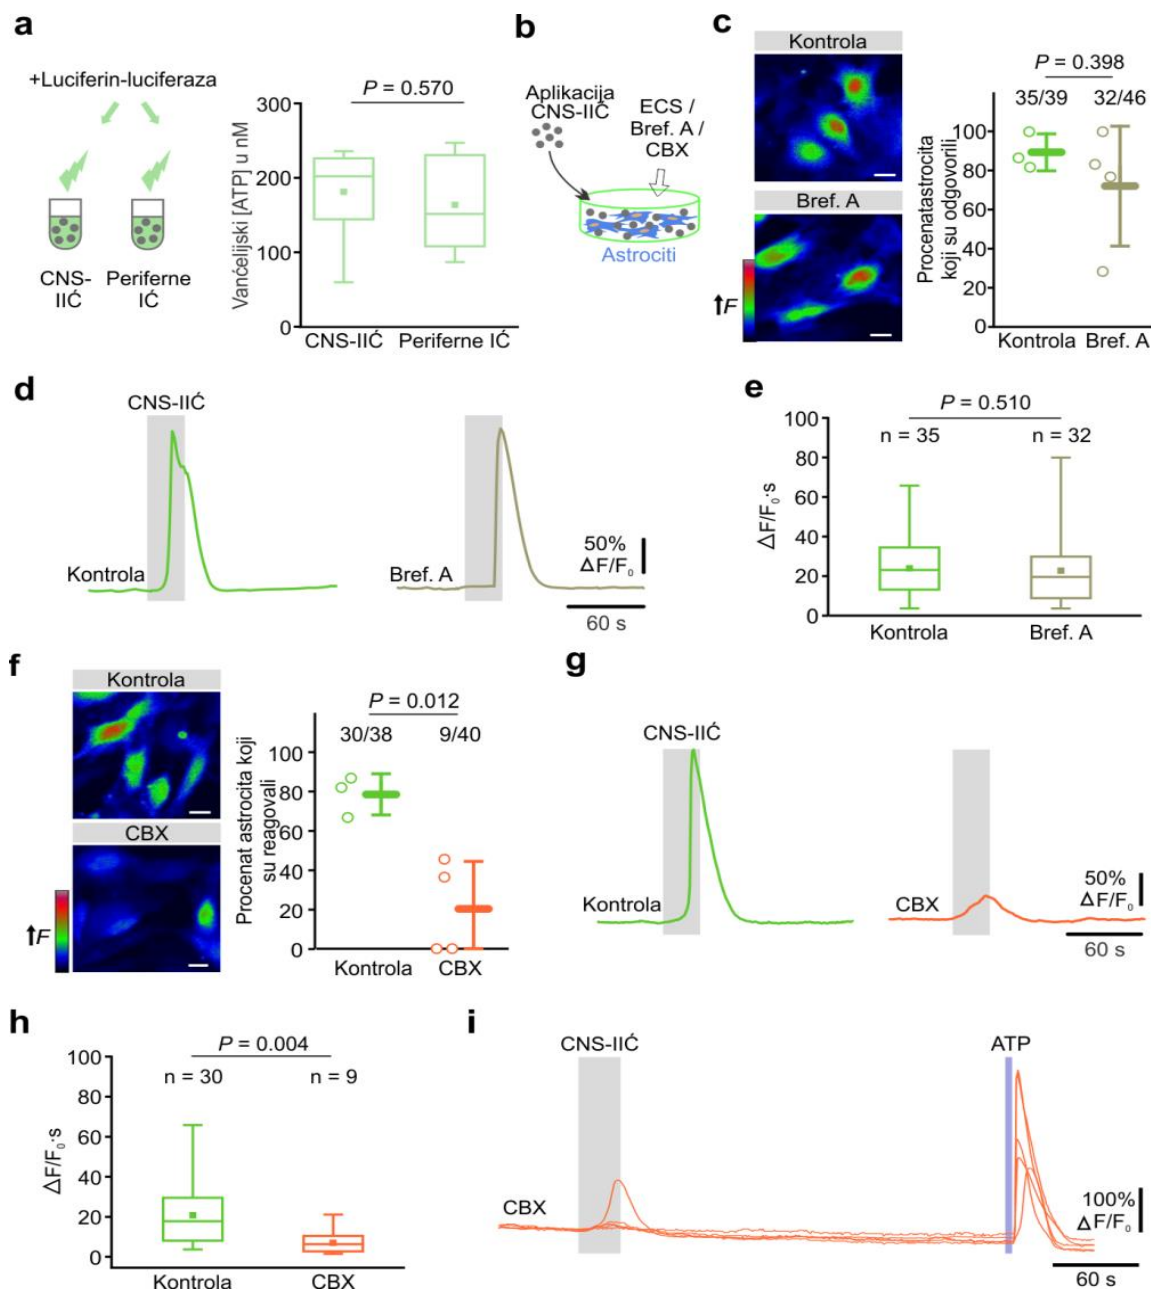 a
+Luciferin-luciferaza
CNS-
IIĆ
Periferne
IĆ
Vanćelijski [ATP] u nM
300
200
100
0
P = 0.570
CNS-IIĆ
Periferne IĆ
b
Aplikacija
CNS-IIĆ
ECS /
Bref. A /
CBX
Astrociti
c
Kontrola
Bref. A
F
Procenatastrocita
koji su odgovorili
P = 0.398
35/39
32/46
100
80
60
40
20
0
Kontrola
Bref. A
d
CNS-IIĆ
Kontrola
Bref. A
50%
ΔF/F₀
60 s
e
ΔF/F₀·s
P = 0.510
n = 35
n = 32
100
80
60
40
20
0
Kontrola
Bref. A
f
Kontrola
CBX
F
Procenat astrocita koji
su reagovali
P = 0.012
30/38
9/40
100
80
60
40
20
0
Kontrola
CBX
g
CNS-IIĆ
Kontrola
CBX
50%
ΔF/F₀
60 s
h
ΔF/F₀·s
P = 0.004
n = 30
n = 9
100
80
60
40
20
0
Kontrola
CBX
i
CNS-IIĆ
ATP
CBX
100%
ΔF/F₀
60 s